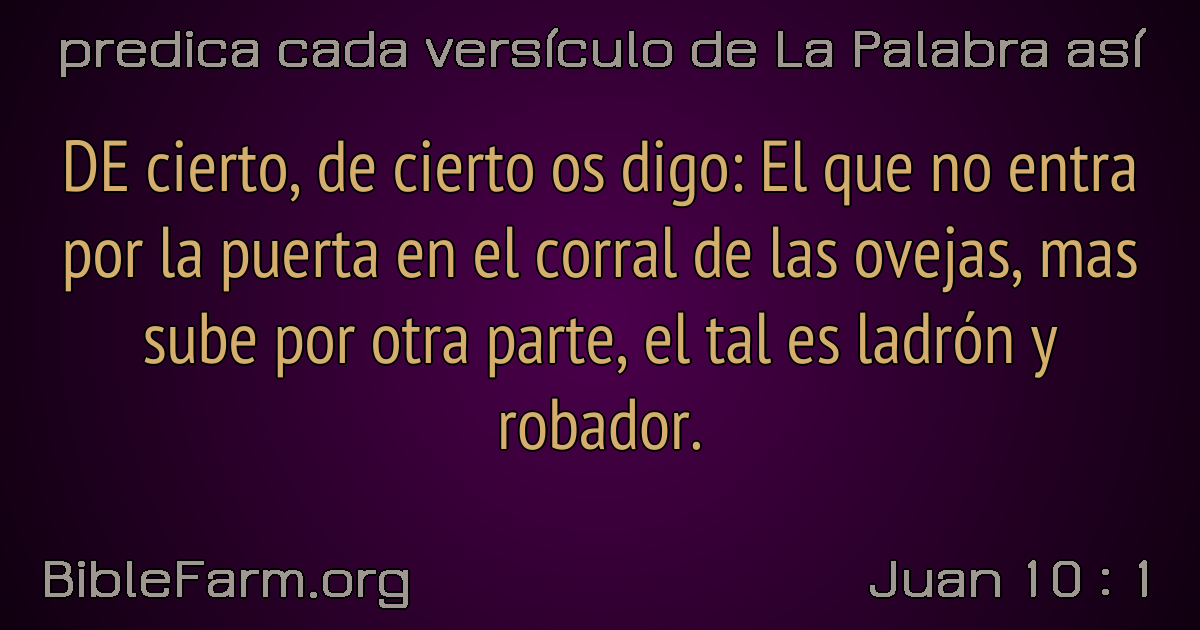 predica cada versículo de La Palabra así
DE cierto, de cierto os digo: El que no entra
por la puerta en el corral de las ovejas, mas
sube por otra parte, el tal es ladrón y
robador.
BibleFarm.org
Juan 10 : 1